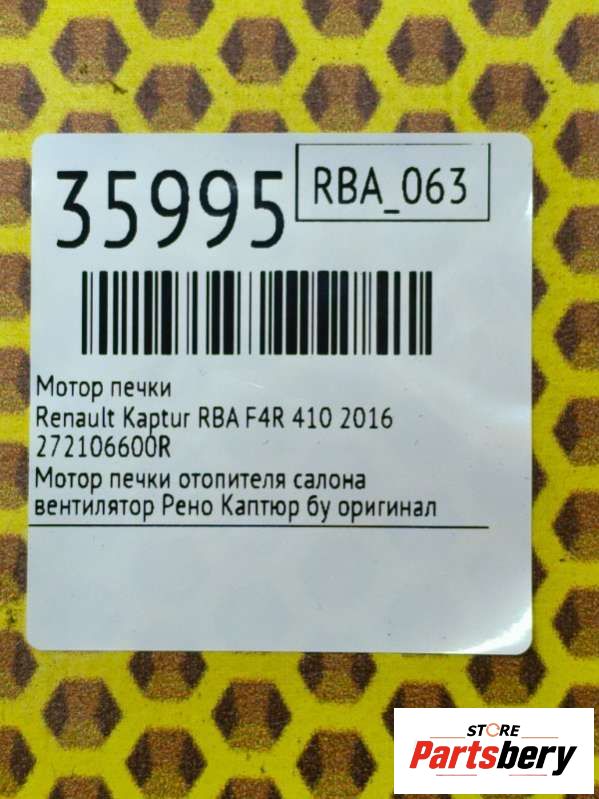 35995
RBA_063
Мотор печки
Renault Kaptur RBA F4R 410 2016
272106600R
Мотор печки отопителя салона
вентилятор Рено Каптюр бу оригинал
STORE
Partsbery